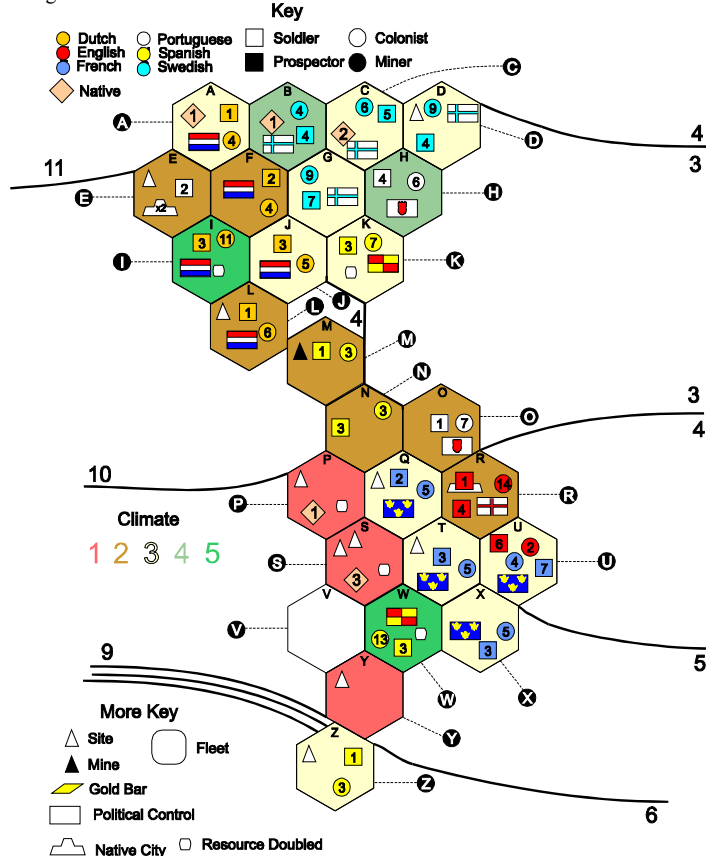 Key
Dutch
English
French
Native
Portuguese
Spanish
Swedish
Soldier
Prospector
Colonist
Miner
C
A
B
C
D
1
1
4
1
4
4
6
5
2
9
4
A
D
4
3
11
E
F
G
H
2
x2
2
4
9
7
4
6
E
H
I
J
K
3
11
3
5
3
7
I
K
L
1
6
L
J
4
M
1
3
M
N
N
3
3
O
1
7
O
3
4
10
P
Q
R
1
2
5
1
14
4
P
R
Climate
1 2 3 4 5
S
T
U
3
3
5
6
2
4
7
S
U
V
W
X
13
3
5
3
V
W
X
5
9
Y
Y
More Key
Site
Mine
Gold Bar
Political Control
Native City
Fleet
Resource Doubled
Z
1
3
Z
6